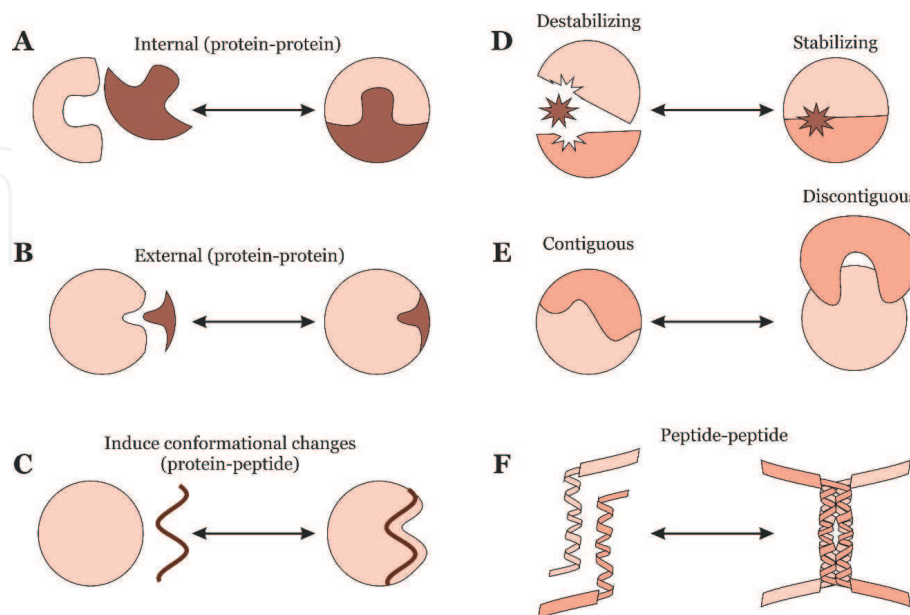 A
Internal (protein-protein)
B
External (protein-protein)
C
Induce conformational changes
(protein-peptide)
D
Destabilizing
Stabilizing
E
Contiguous
Discontiguous
F
Peptide-peptide